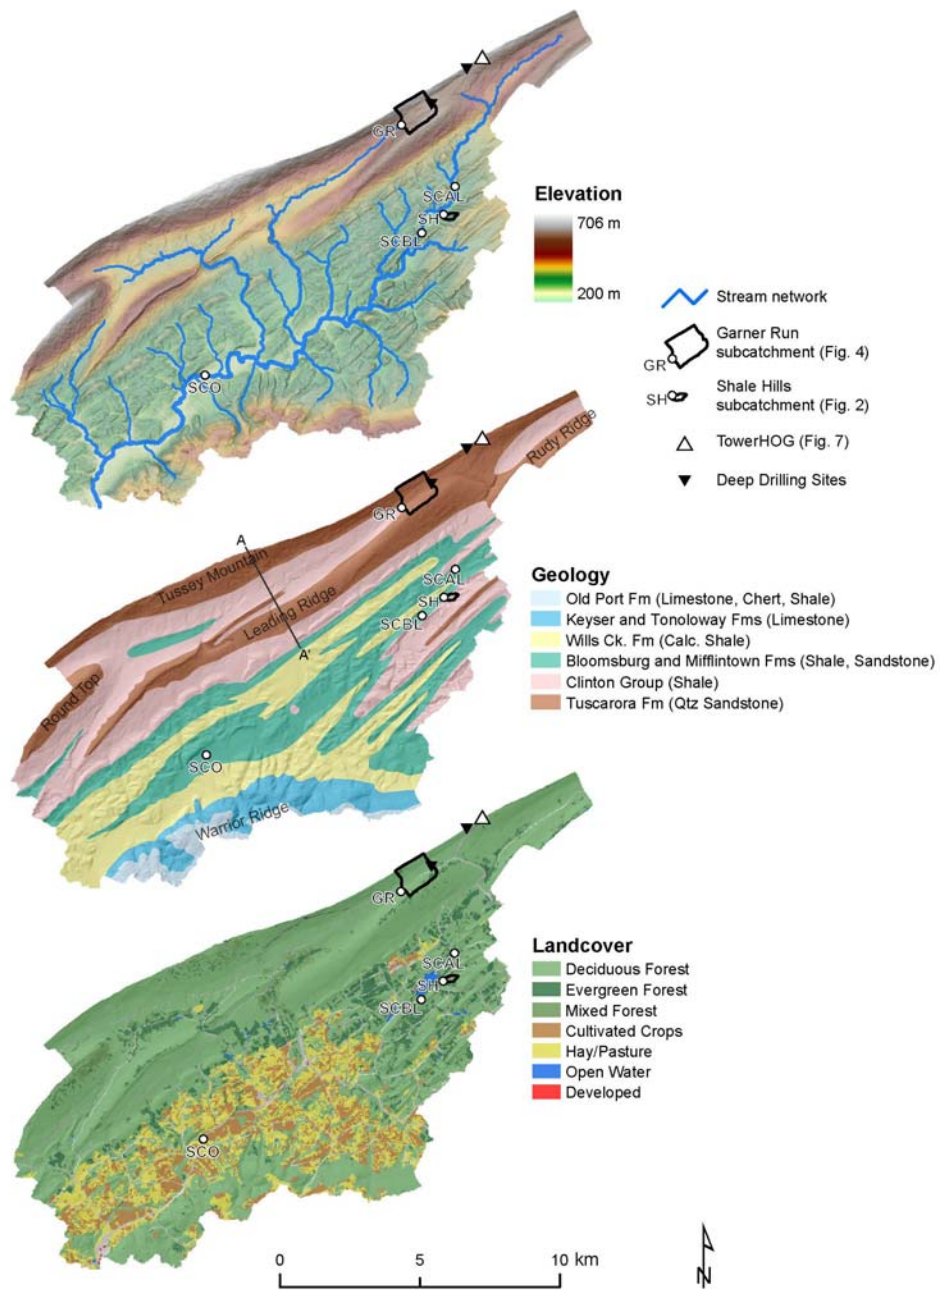 GR
SCAL
SH
SCBL
SCO
Elevation
706 m
200 m
Stream network
Garner Run
subcatchment (Fig. 4)
GR
Shale Hills
subcatchment (Fig. 2)
SH
TowerHOG (Fig. 7)
Deep Drilling Sites
Rudy Ridge
GR
A
Tussey Mountain
Leading Ridge
A'
Round Top
SCAL
SH
SCBL
SCO
Warrior Ridge
Geology
Old Port Fm (Limestone, Chert, Shale)
Keyser and Tonoloway Fms (Limestone)
Wills Ck. Fm (Calc. Shale)
Bloomsburg and Mifflintown Fms (Shale, Sandstone)
Clinton Group (Shale)
Tuscarora Fm (Qtz Sandstone)
GR
SCAL
SH
SCBL
SCO
Landcover
Deciduous Forest
Evergreen Forest
Mixed Forest
Cultivated Crops
Hay/Pasture
Open Water
Developed
0 5 10 km
N